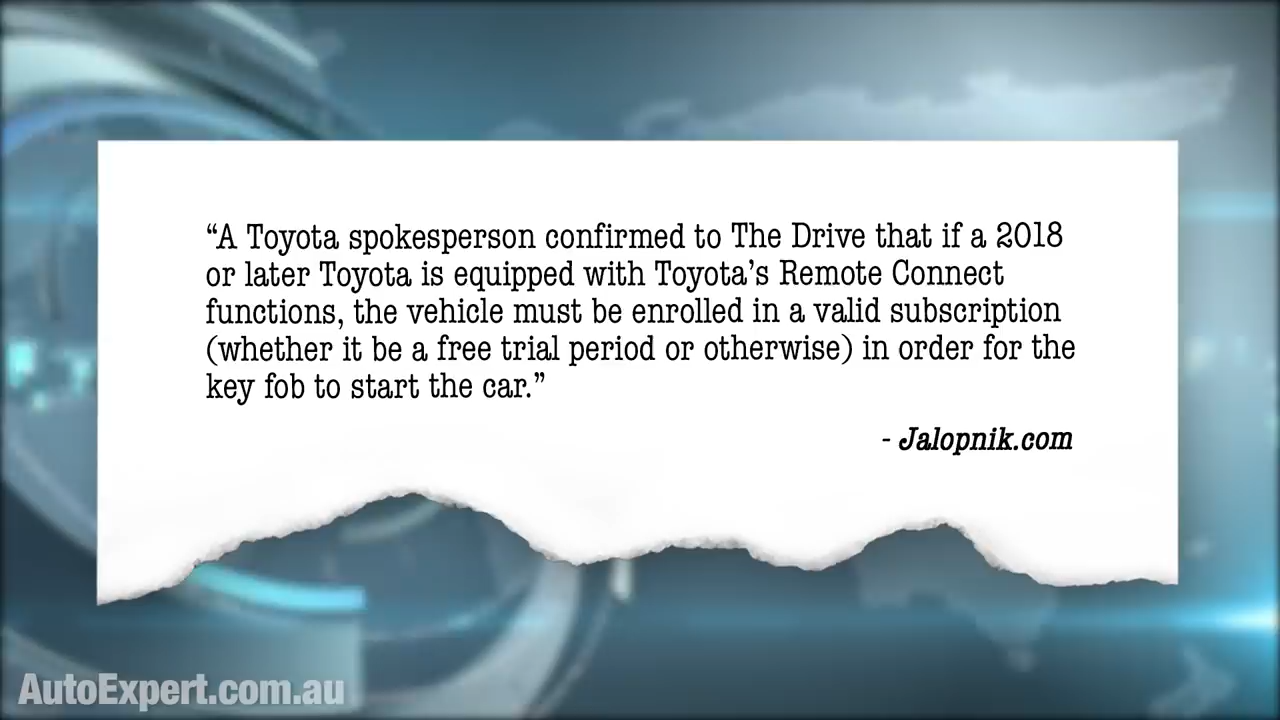 “A Toyota spokesperson confirmed to The Drive that if a 2018
or later Toyota is equipped with Toyota’s Remote Connect
functions, the vehicle must be enrolled in a valid subscription
(whether it be a free trial period or otherwise) in order for the
key fob to start the car.”
- Jalopnik.com
AutoExpert.com.au